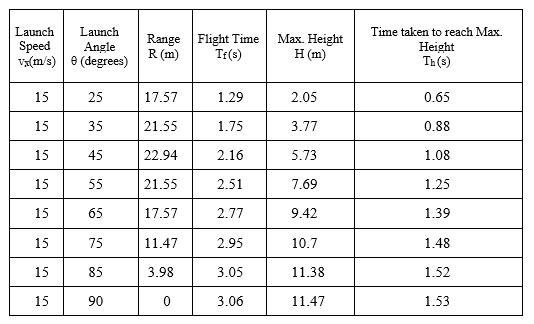 Launch Speed vx(m/s) Launch Angle θ (degrees) Range R (m) Flight Time Tf(s) Max. Height H (m) Time taken to reach Max. Height Th(s)
15 25 17.57 1.29 2.05 0.65
15 35 21.55 1.75 3.77 0.88
15 45 22.94 2.16 5.73 1.08
15 55 21.55 2.51 7.69 1.25
15 65 17.57 2.77 9.42 1.39
15 75 11.47 2.95 10.7 1.48
15 85 3.98 3.05 11.38 1.52
15 90 0 3.06 11.47 1.53